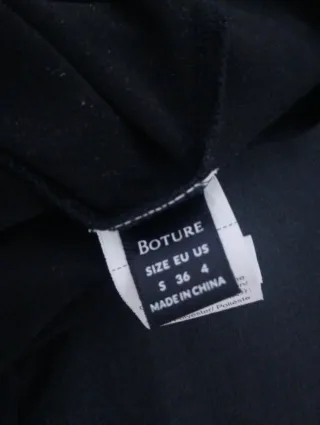 BOTURE
SIZE EU US
S 36 4
MADE IN CHINA